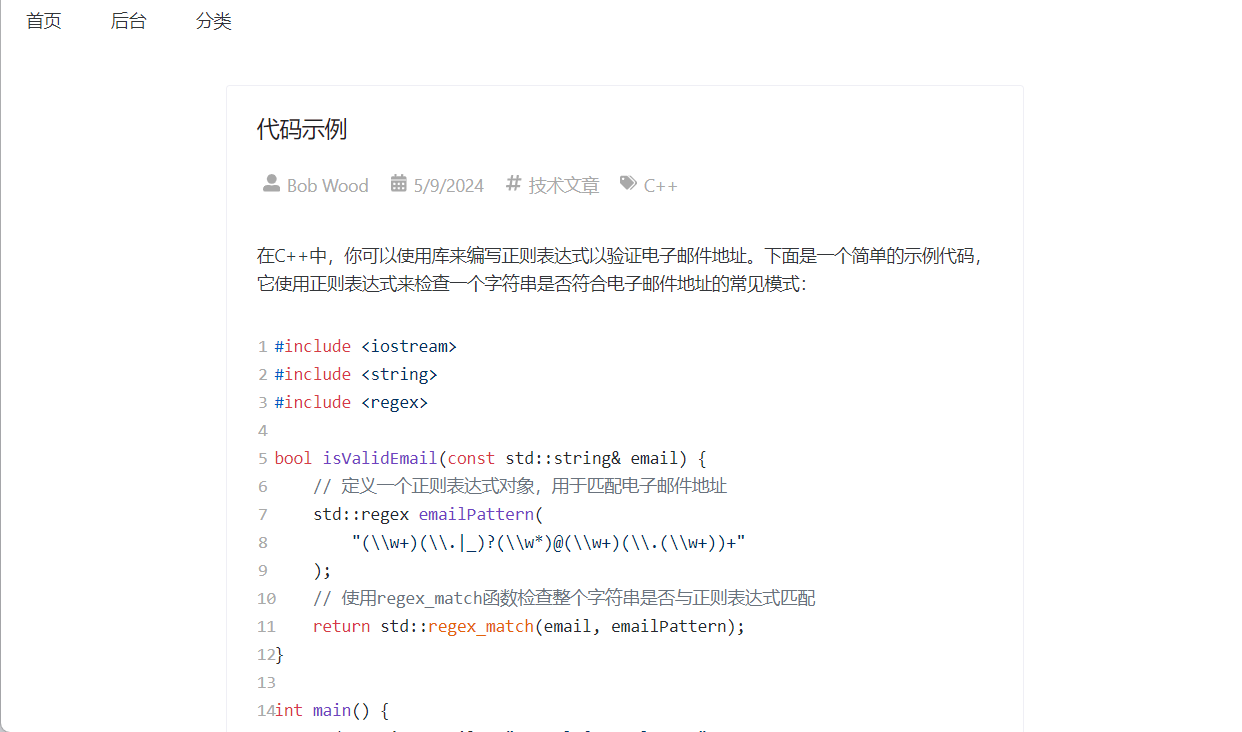 首页 后台 分类
代码示例
Bob Wood 5/9/2024 技术文章 C++
在C++中，你可以使用库来编写正则表达式以验证电子邮件地址。下面是一个简单的示例代码，
它使用正则表达式来检查一个字符串是否符合电子邮件地址的常见模式：
1 #include <iostream>
2 #include <string>
3 #include <regex>
4
5 bool isValidEmail(const std::string& email) {
6     // 定义一个正则表达式对象，用于匹配电子邮件地址
7     std::regex emailPattern(
8         "(\\w+)(\\.|_)?(\\w*)@(\\w+)(\\.(\\w+))+"
9     );
10    // 使用regex_match函数检查整个字符串是否与正则表达式匹配
11    return std::regex_match(email, emailPattern);
12}
13
14int main() {